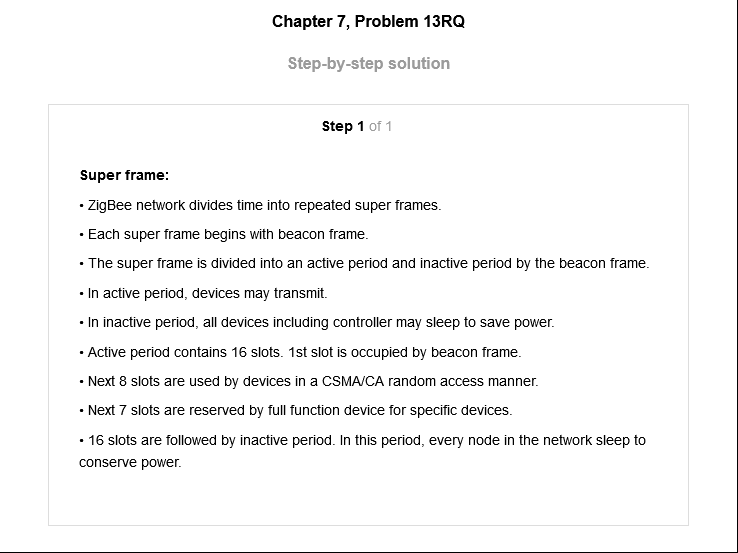 Chapter 7, Problem 13RQ
Step-by-step solution
Step 1 of 1
Super frame:
• ZigBee network divides time into repeated super frames.
• Each super frame begins with beacon frame.
• The super frame is divided into an active period and inactive period by the beacon frame.
• In active period, devices may transmit.
• In inactive period, all devices including controller may sleep to save power.
• Active period contains 16 slots. 1st slot is occupied by beacon frame.
• Next 8 slots are used by devices in a CSMA/CA random access manner.
• Next 7 slots are reserved by full function device for specific devices.
• 16 slots are followed by inactive period. In this period, every node in the network sleep to
conserve power.